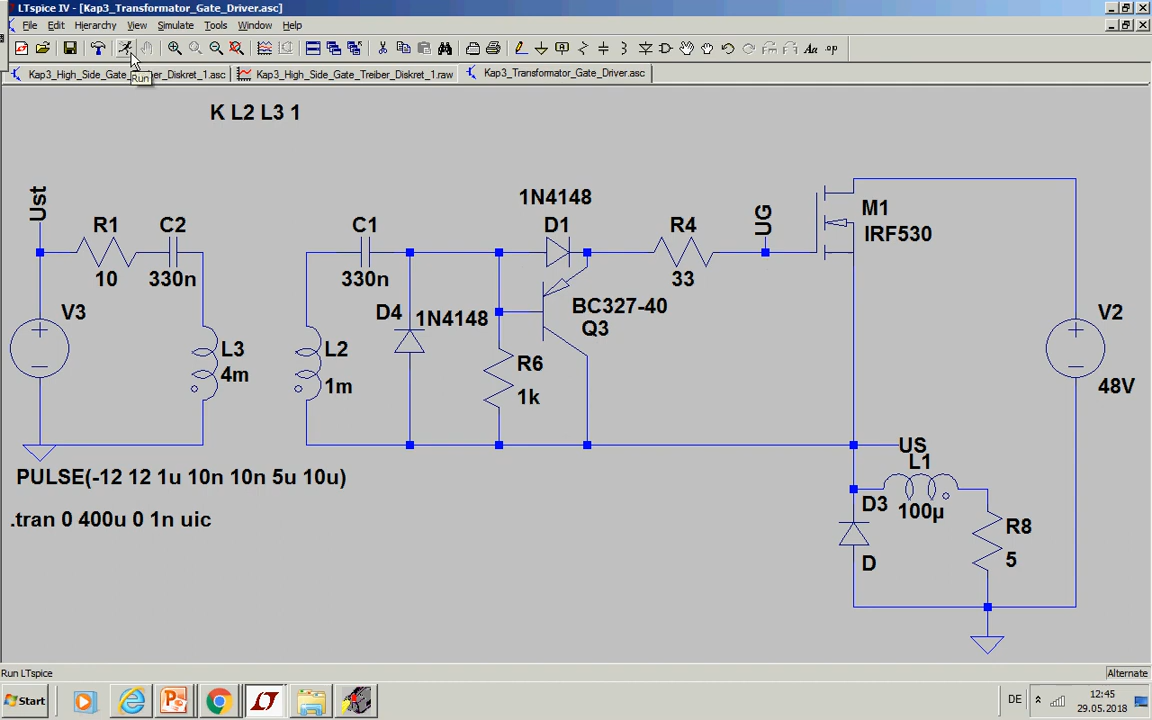 LTspice IV - [Kap3_Transformator_Gate_Driver.asc]
File Edit Hierarchy View Simulate Tools Window Help
Aa .op
Kap3_High_Side_Gate_Treiber_Diskret_1.raw Kap3_Transformator_Gate_Driver.asc
Run
K L2 L3 1
Ust
R1
10
C2
330n
V3
L3
4m
L2
1m
C1
330n
D4
1N4148
1N4148
D1
BC327-40
Q3
R6
1k
R4
33
UG
M1
IRF530
V2
48V
US
L1
100µ
D3
D
R8
5
PULSE(-12 12 1u 10n 10n 5u 10u)
.tran 0 400u 0 1n uic
Run LTspice
Alternate
Start
DE
12:45
29.05.2018